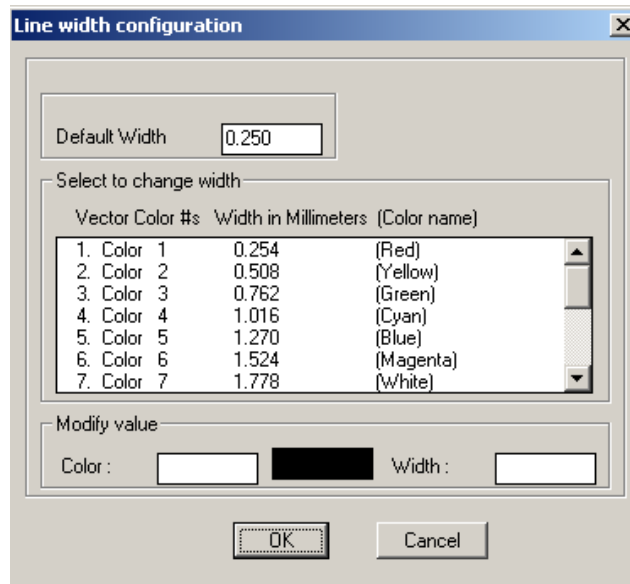 Line width configuration
Default Width 0.250
Select to change width
Vector Color #s Width in Millimeters (Color name)
1. Color 1 0.254 (Red)
2. Color 2 0.508 (Yellow)
3. Color 3 0.762 (Green)
4. Color 4 1.016 (Cyan)
5. Color 5 1.270 (Blue)
6. Color 6 1.524 (Magenta)
7. Color 7 1.778 (White)
Modify value
Color : Width :
OK Cancel